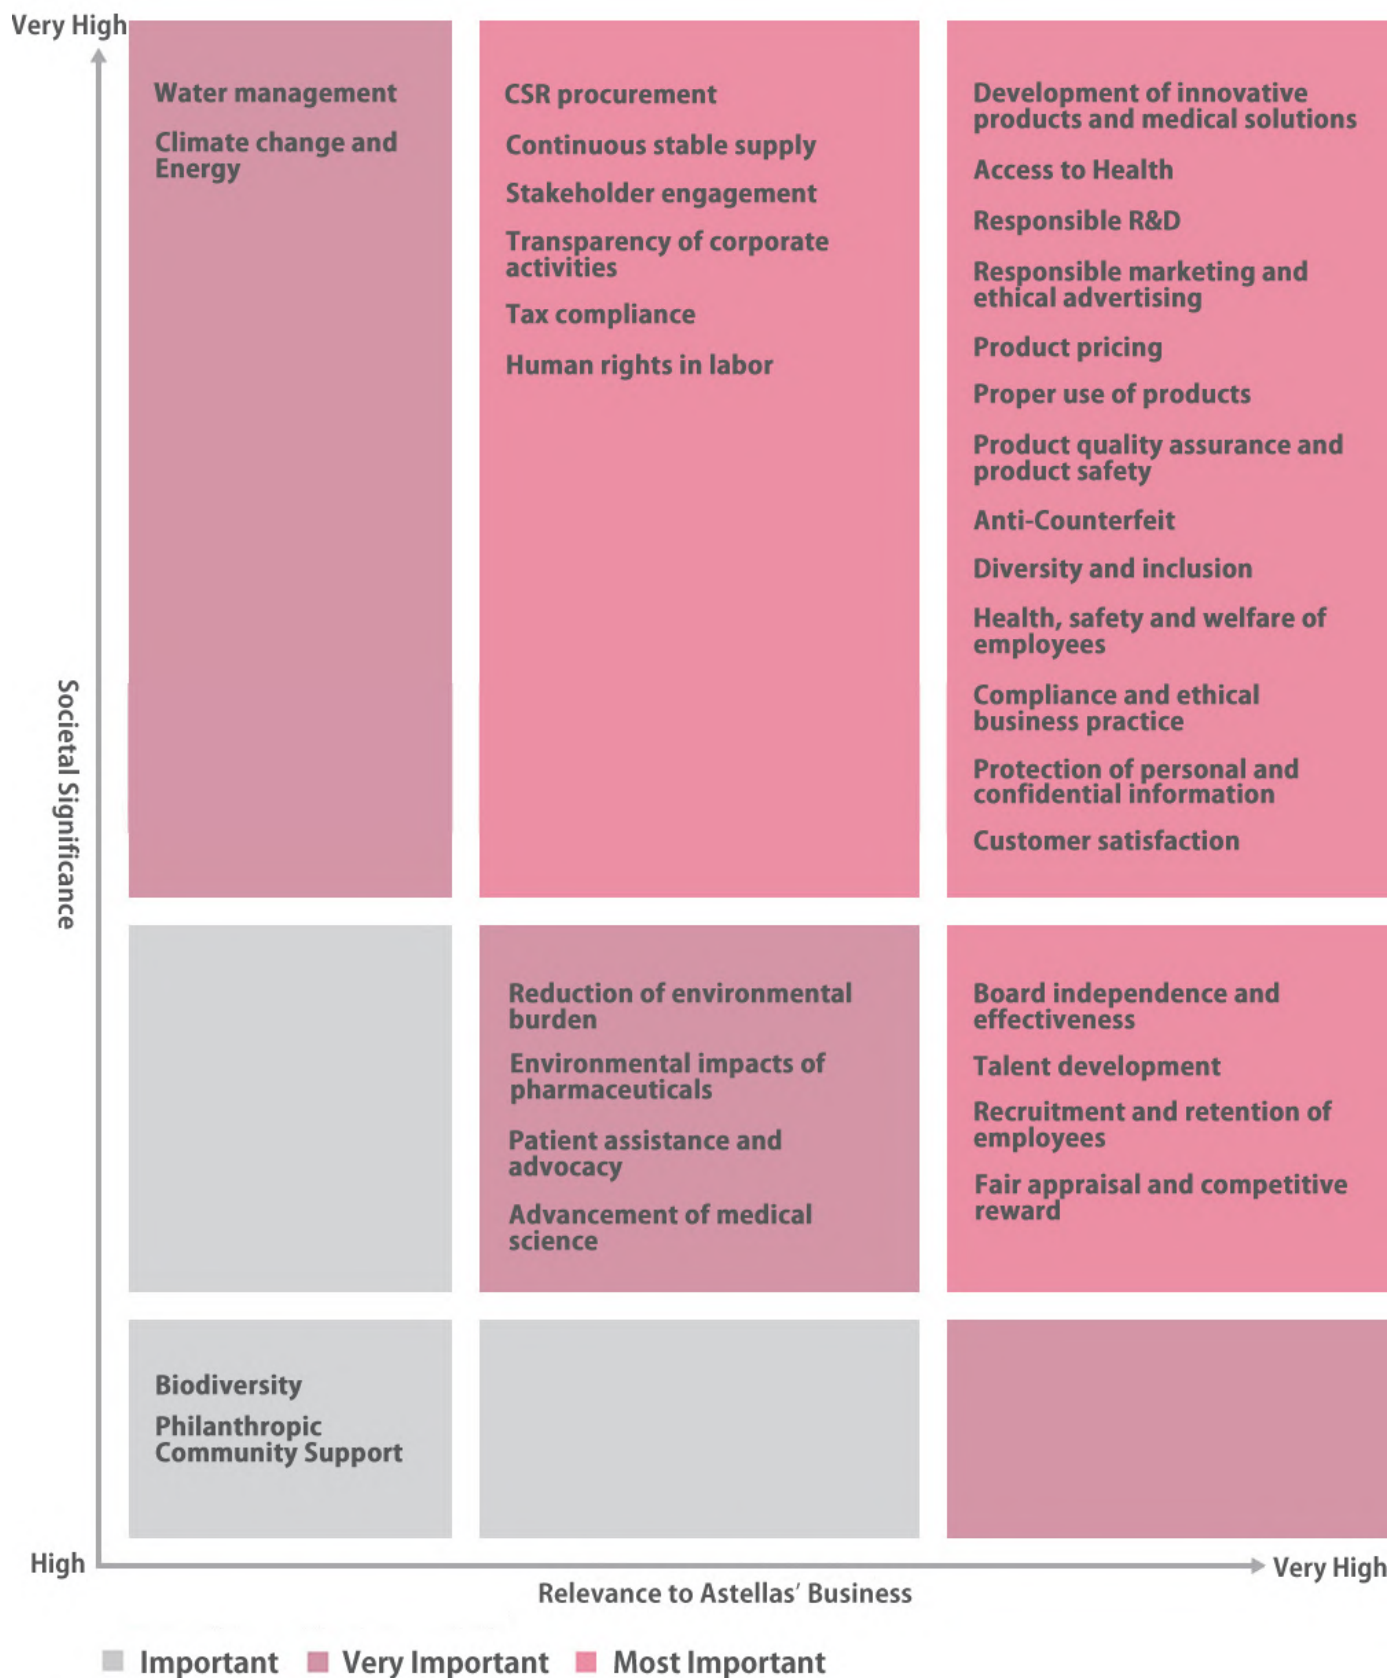 Very High
Water management
Climate change and
Energy
CSR procurement
Continuous stable supply
Stakeholder engagement
Transparency of corporate
activities
Tax compliance
Human rights in labor
Development of innovative
products and medical solutions
Access to Health
Responsible R&D
Responsible marketing and
ethical advertising
Product pricing
Proper use of products
Product quality assurance and
product safety
Anti-Counterfeit
Diversity and inclusion
Health, safety and welfare of
employees
Compliance and ethical
business practice
Protection of personal and
confidential information
Customer satisfaction
Societal Significance
Reduction of environmental
burden
Environmental impacts of
pharmaceuticals
Patient assistance and
advocacy
Advancement of medical
science
Board independence and
effectiveness
Talent development
Recruitment and retention of
employees
Fair appraisal and competitive
reward
Biodiversity
Philanthropic
Community Support
High
Very High
Relevance to Astellas’ Business
Important
Very Important
Most Important